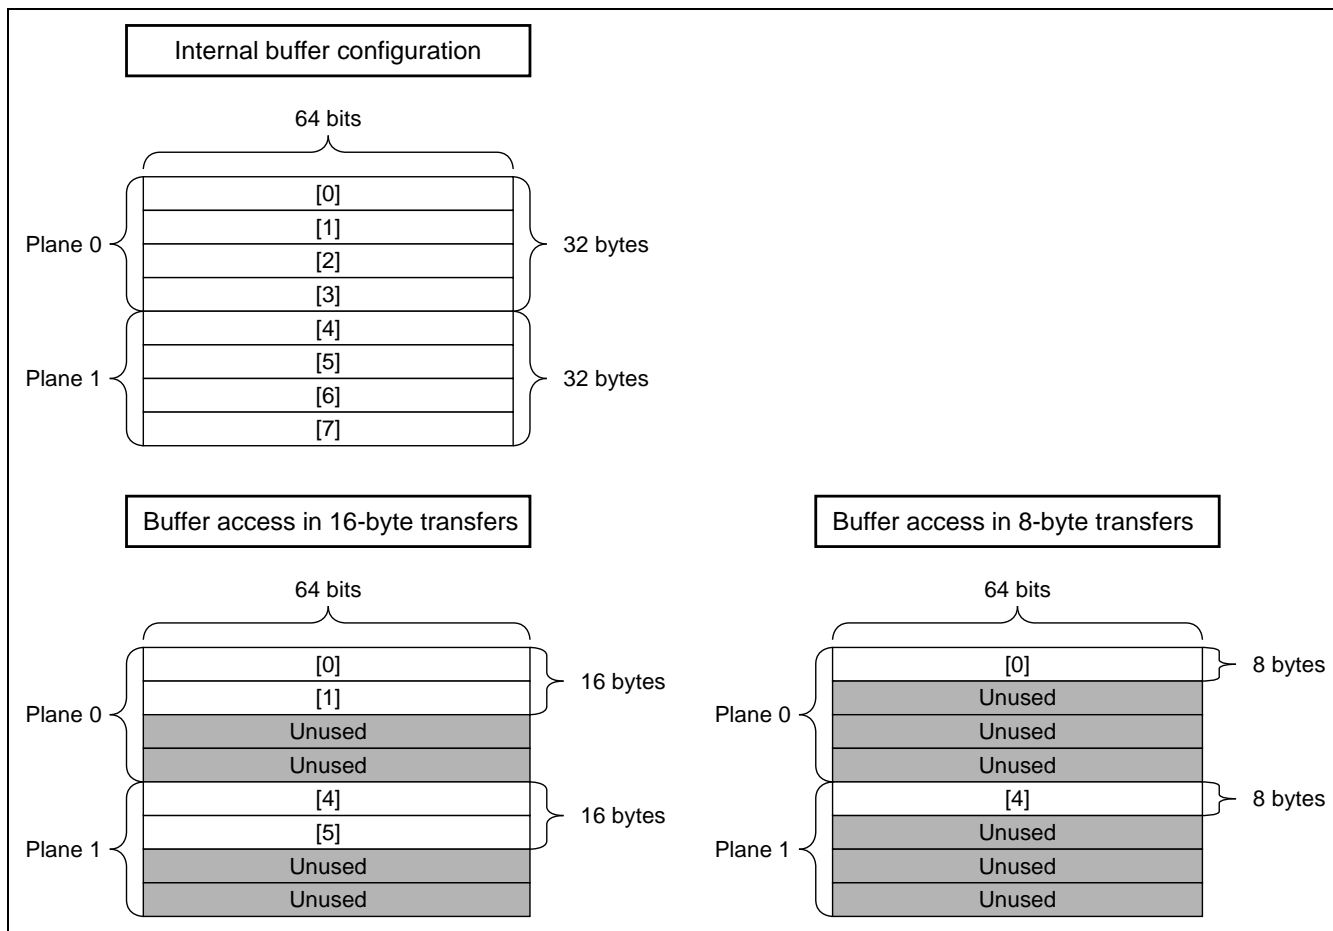 Internal buffer configuration
64 bits
Plane 0
[0]
[1]
[2]
[3]
32 bytes
Plane 1
[4]
[5]
[6]
[7]
32 bytes
Buffer access in 16-byte transfers
64 bits
Plane 0
[0]
[1]
Unused
Unused
16 bytes
Plane 1
[4]
[5]
Unused
Unused
16 bytes
Buffer access in 8-byte transfers
64 bits
Plane 0
[0]
Unused
Unused
Unused
8 bytes
Plane 1
[4]
Unused
Unused
Unused
8 bytes